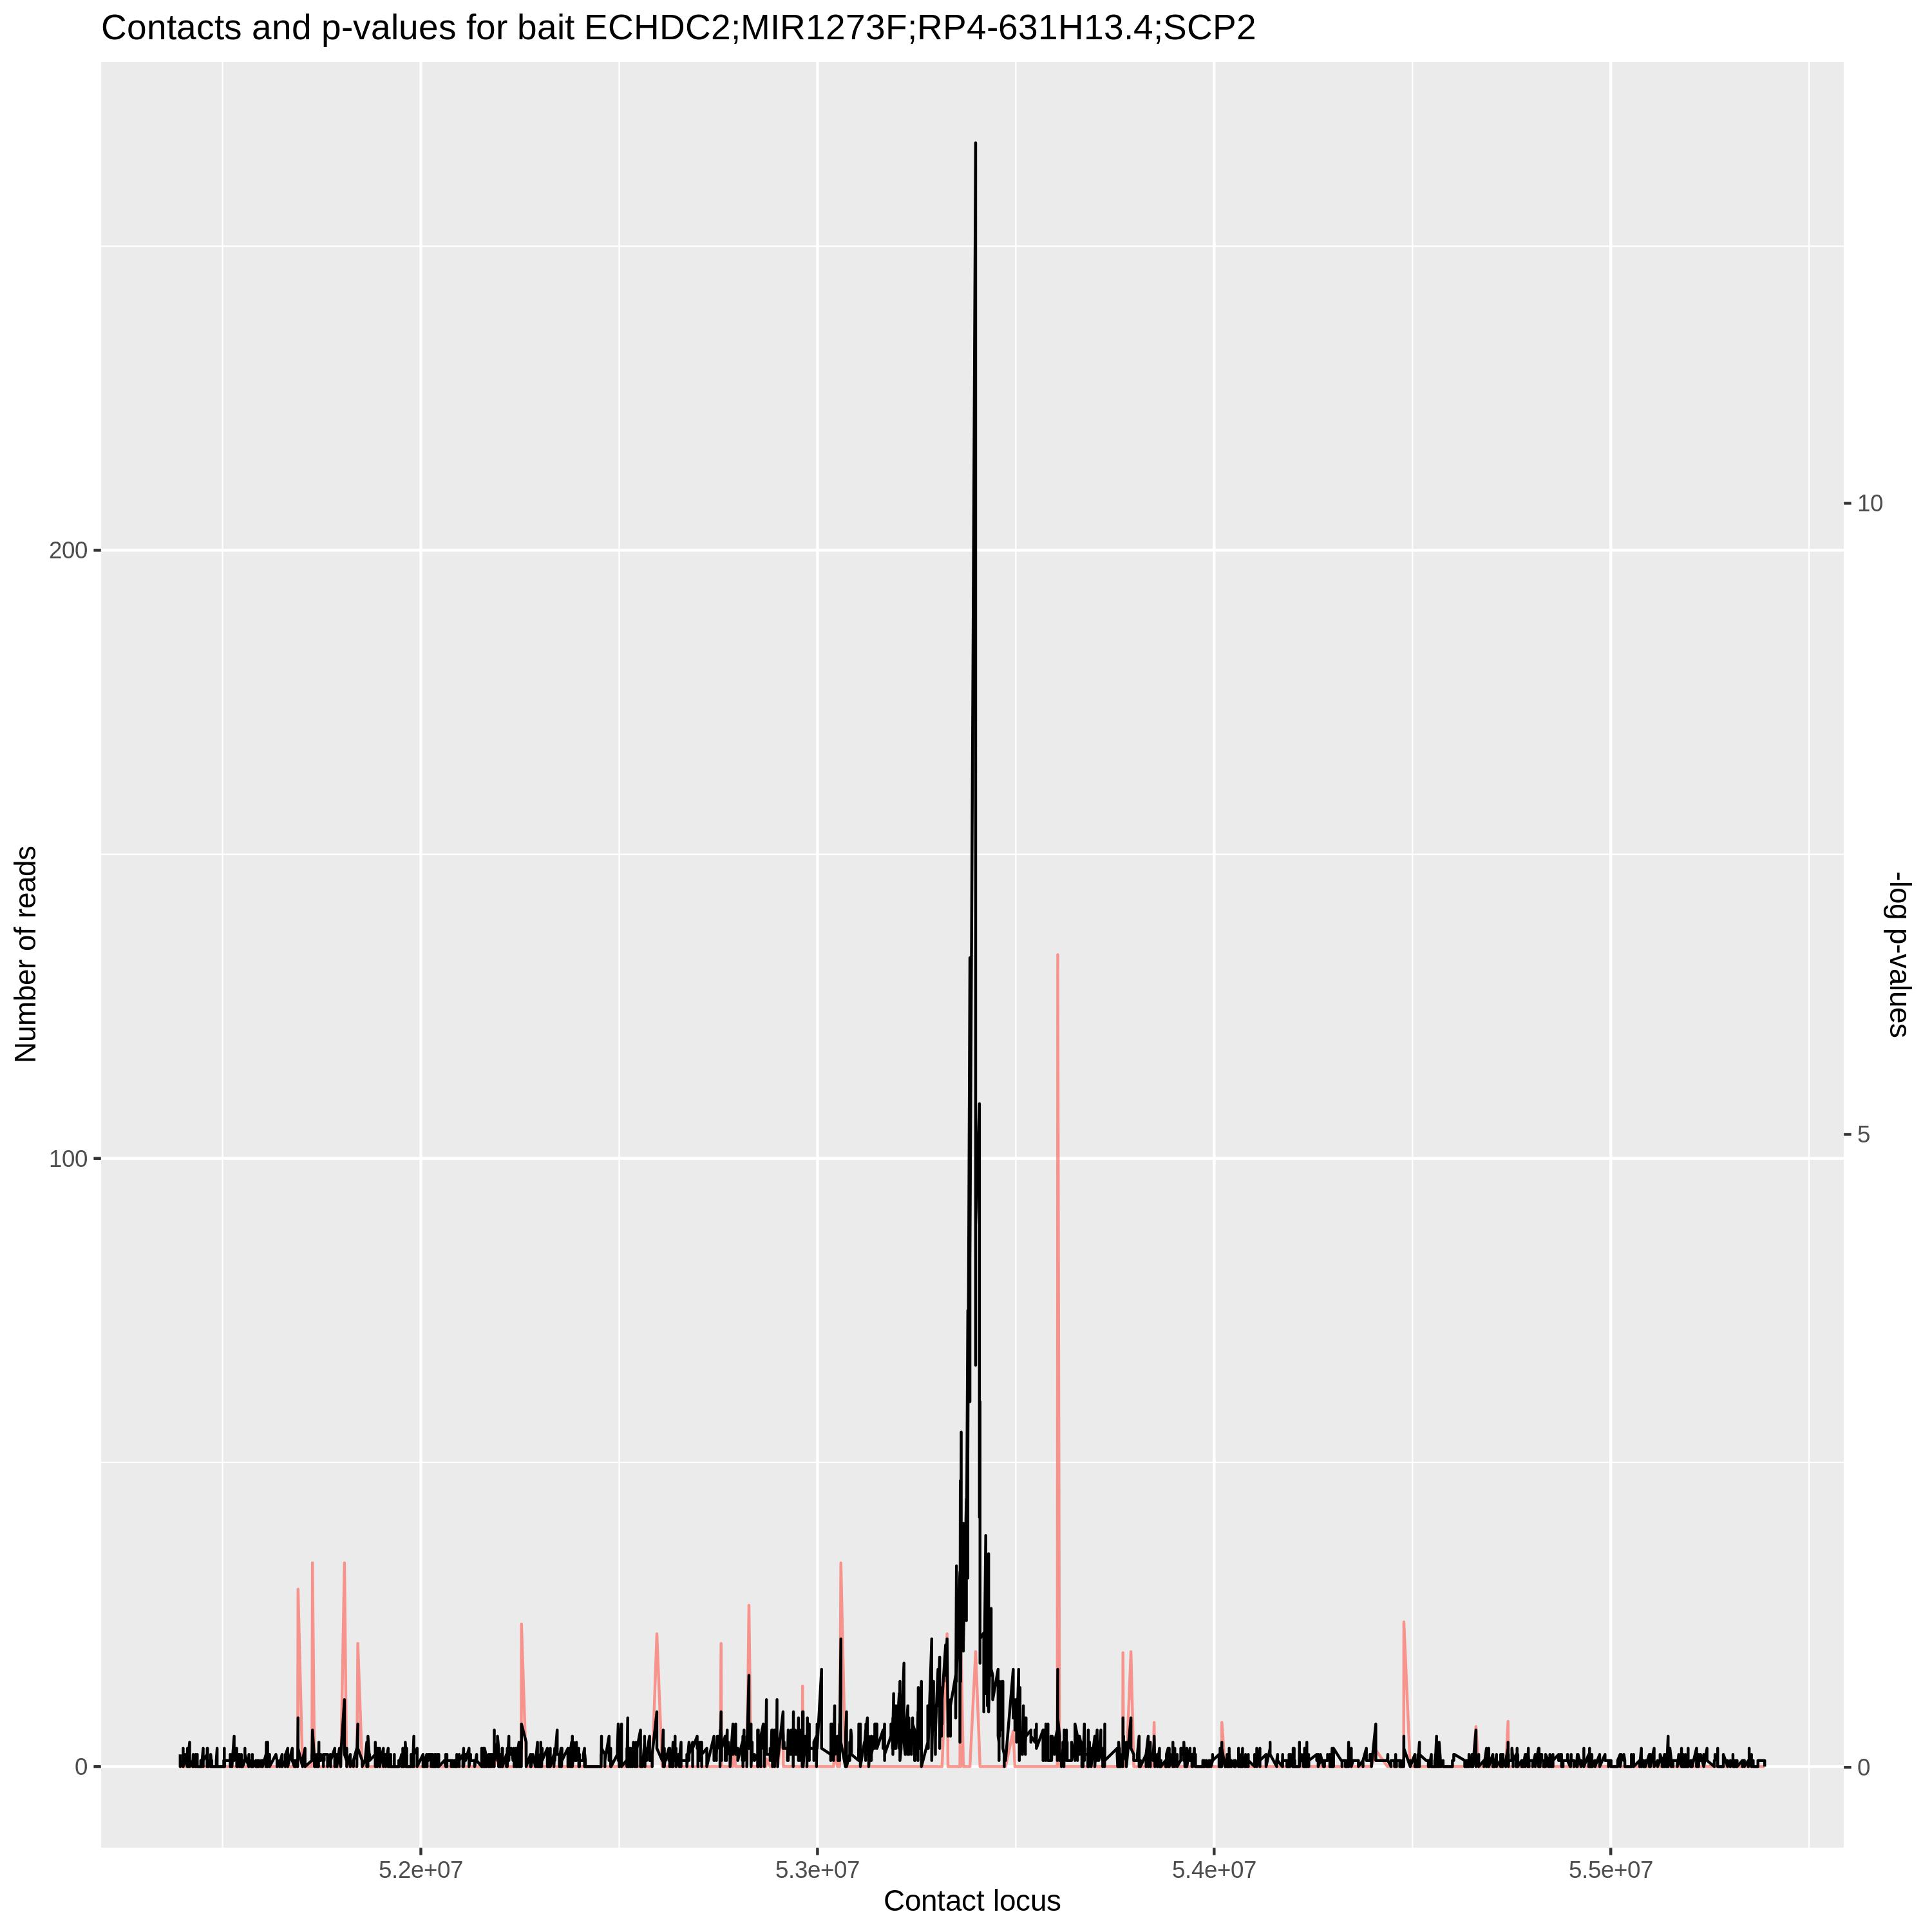 Contacts and p-values for bait ECHDC2;MIR1273F;RP4-631H13.4;SCP2
200
100
0
Number of reads
10
5
0
-log p-values
5.2e+07 5.3e+07 5.4e+07 5.5e+07
Contact locus